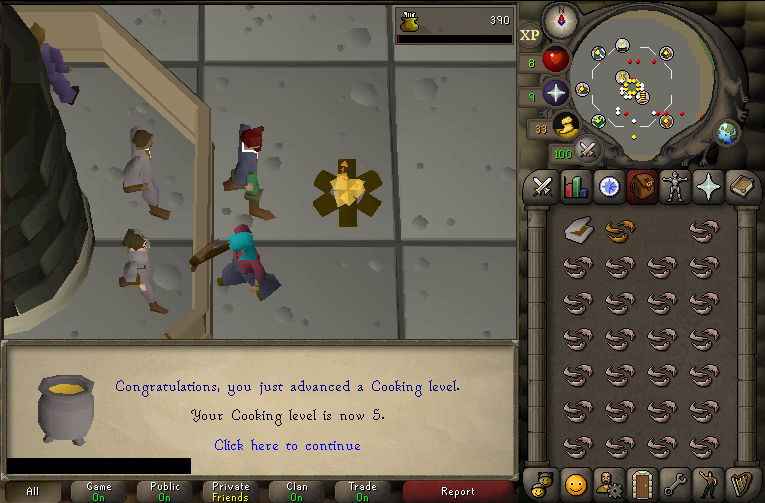 390
XP
N
8
9
33
100
Congratulations, you just advanced a Cooking level.
Your Cooking level is now 5.
Click here to continue
All
Game
On
Public
On
Private
Friends
Clan
On
Trade
On
Report